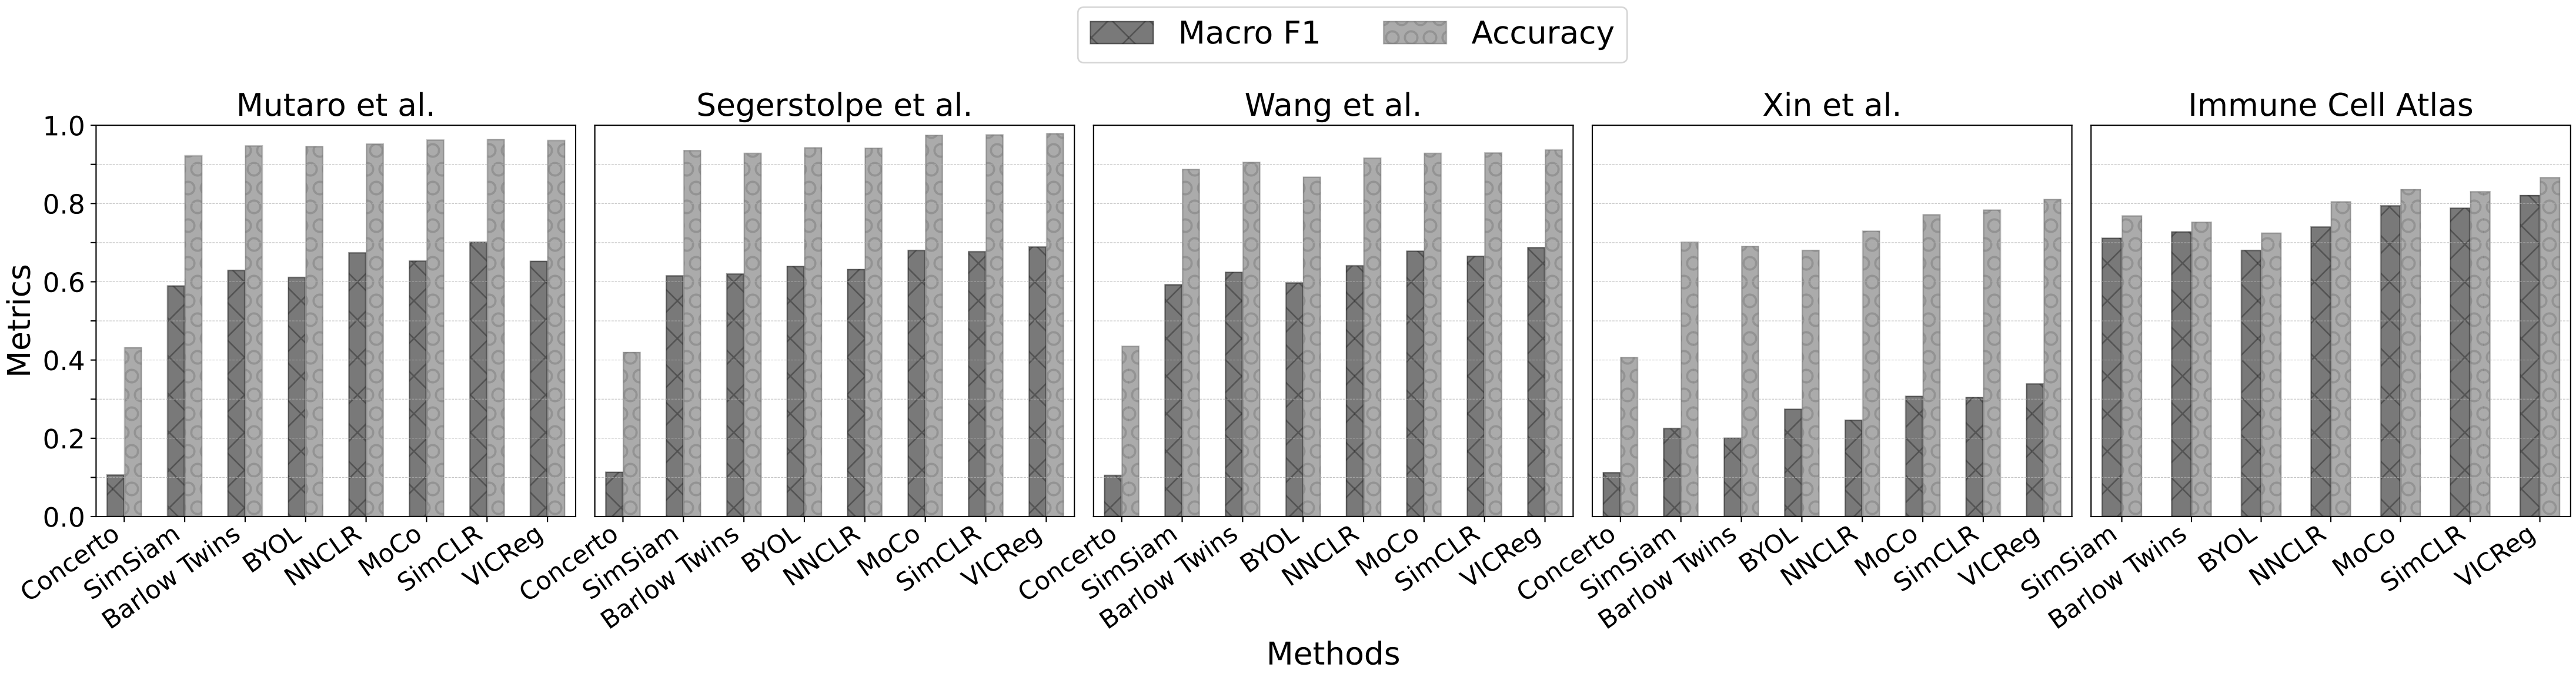 Macro F1 Accuracy
Mutaro et al. Segerstolpe et al. Wang et al. Xin et al. Immune Cell Atlas
Metrics
1.0
0.8
0.6
0.4
0.2
0.0
Concerto SimSiam Barlow Twins BYOL NNCLR MoCo SimCLR VICReg
Concerto SimSiam Barlow Twins BYOL NNCLR MoCo SimCLR VICReg
Concerto SimSiam Barlow Twins BYOL NNCLR MoCo SimCLR VICReg
Concerto SimSiam Barlow Twins BYOL NNCLR MoCo SimCLR VICReg
SimSiam Barlow Twins BYOL NNCLR MoCo SimCLR VICReg
Methods